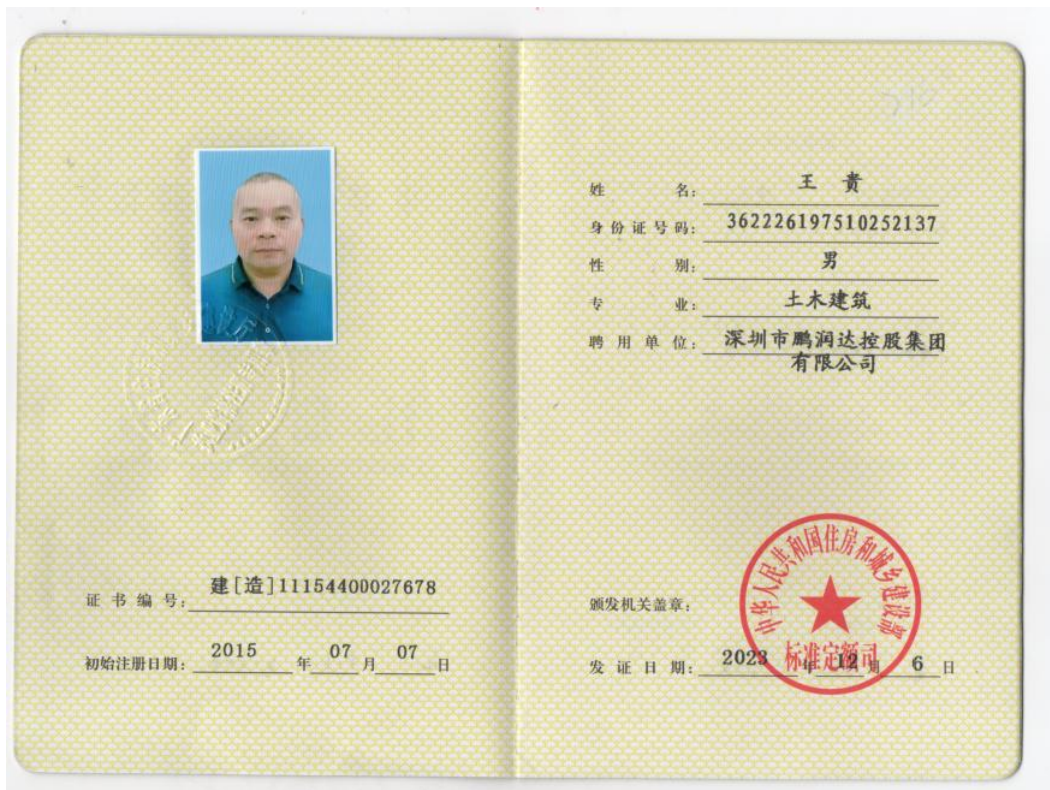 证书编号：建[造]11154400027678
初始注册日期：2015年07月07日
姓名：王贵
身份证号码：362226197510252137
性别：男
专业：土木建筑
聘用单位：深圳市鹏润达控股集团
有限公司
颁发机关盖章：
中华人民共和国住房和城乡建设部
标准定额司
发证日期：2023年12月6日